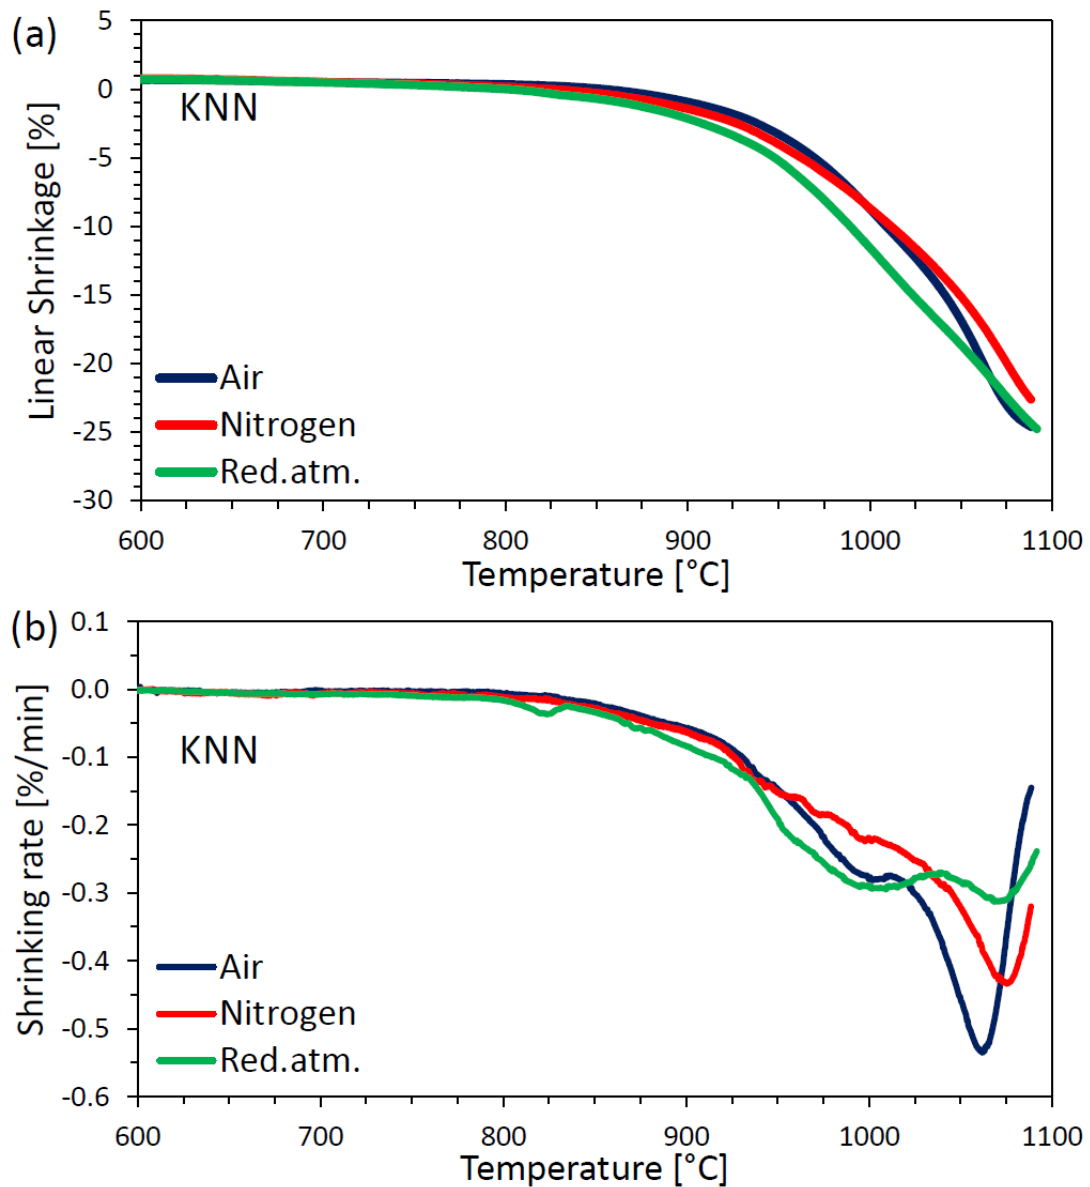 (a)
Linear Shrinkage [%]
5
0
-5
-10
-15
-20
-25
-30
KNN
Air
Nitrogen
Red.atm.
600 700 800 900 1000 1100
Temperature [°C]
(b)
Shrinking rate [%/min]
0.1
0.0
-0.1
-0.2
-0.3
-0.4
-0.5
-0.6
KNN
Air
Nitrogen
Red.atm.
600 700 800 900 1000 1100
Temperature [°C]